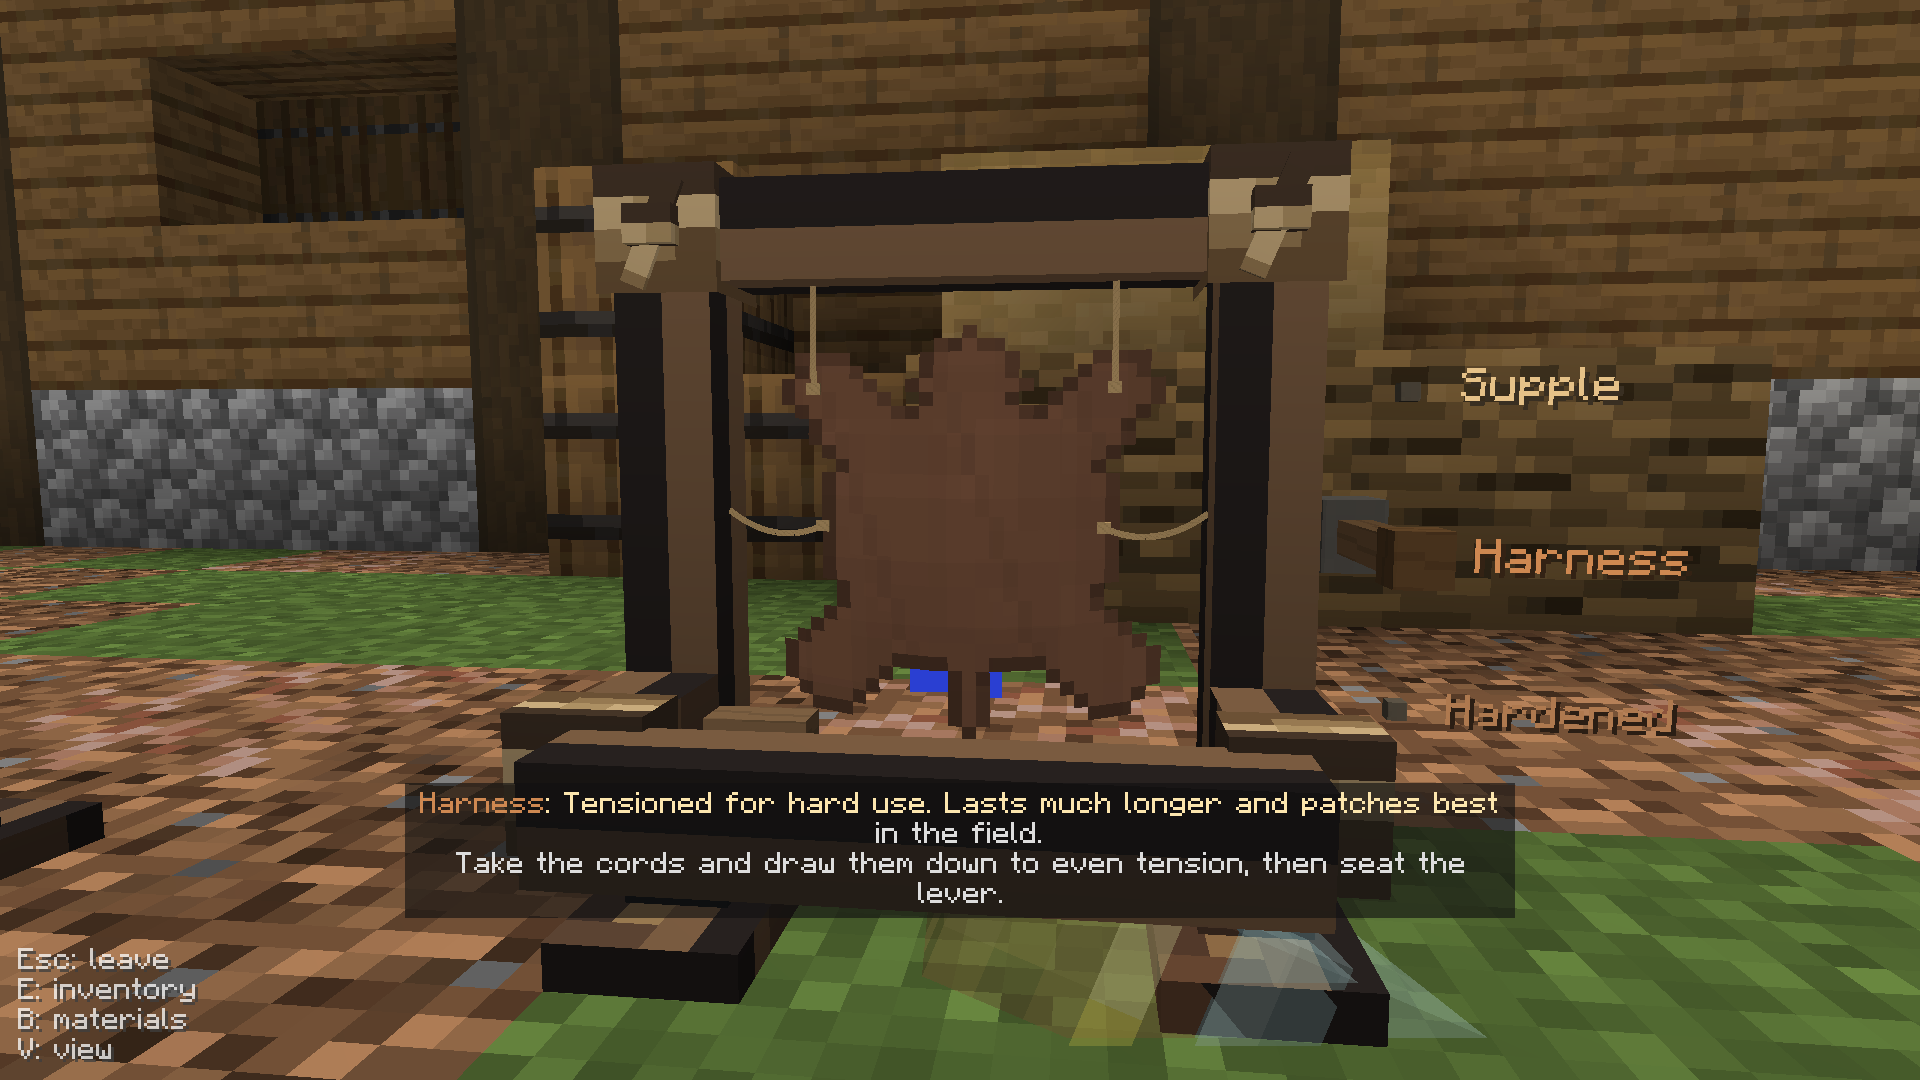 Supple
Harness
Hardened
Harness: Tensioned for hard use. Lasts much longer and patches best
in the field.
Take the cords and draw them down to even tension, then seat the
lever.
Esc: leave
E: inventory
B: materials
V: view